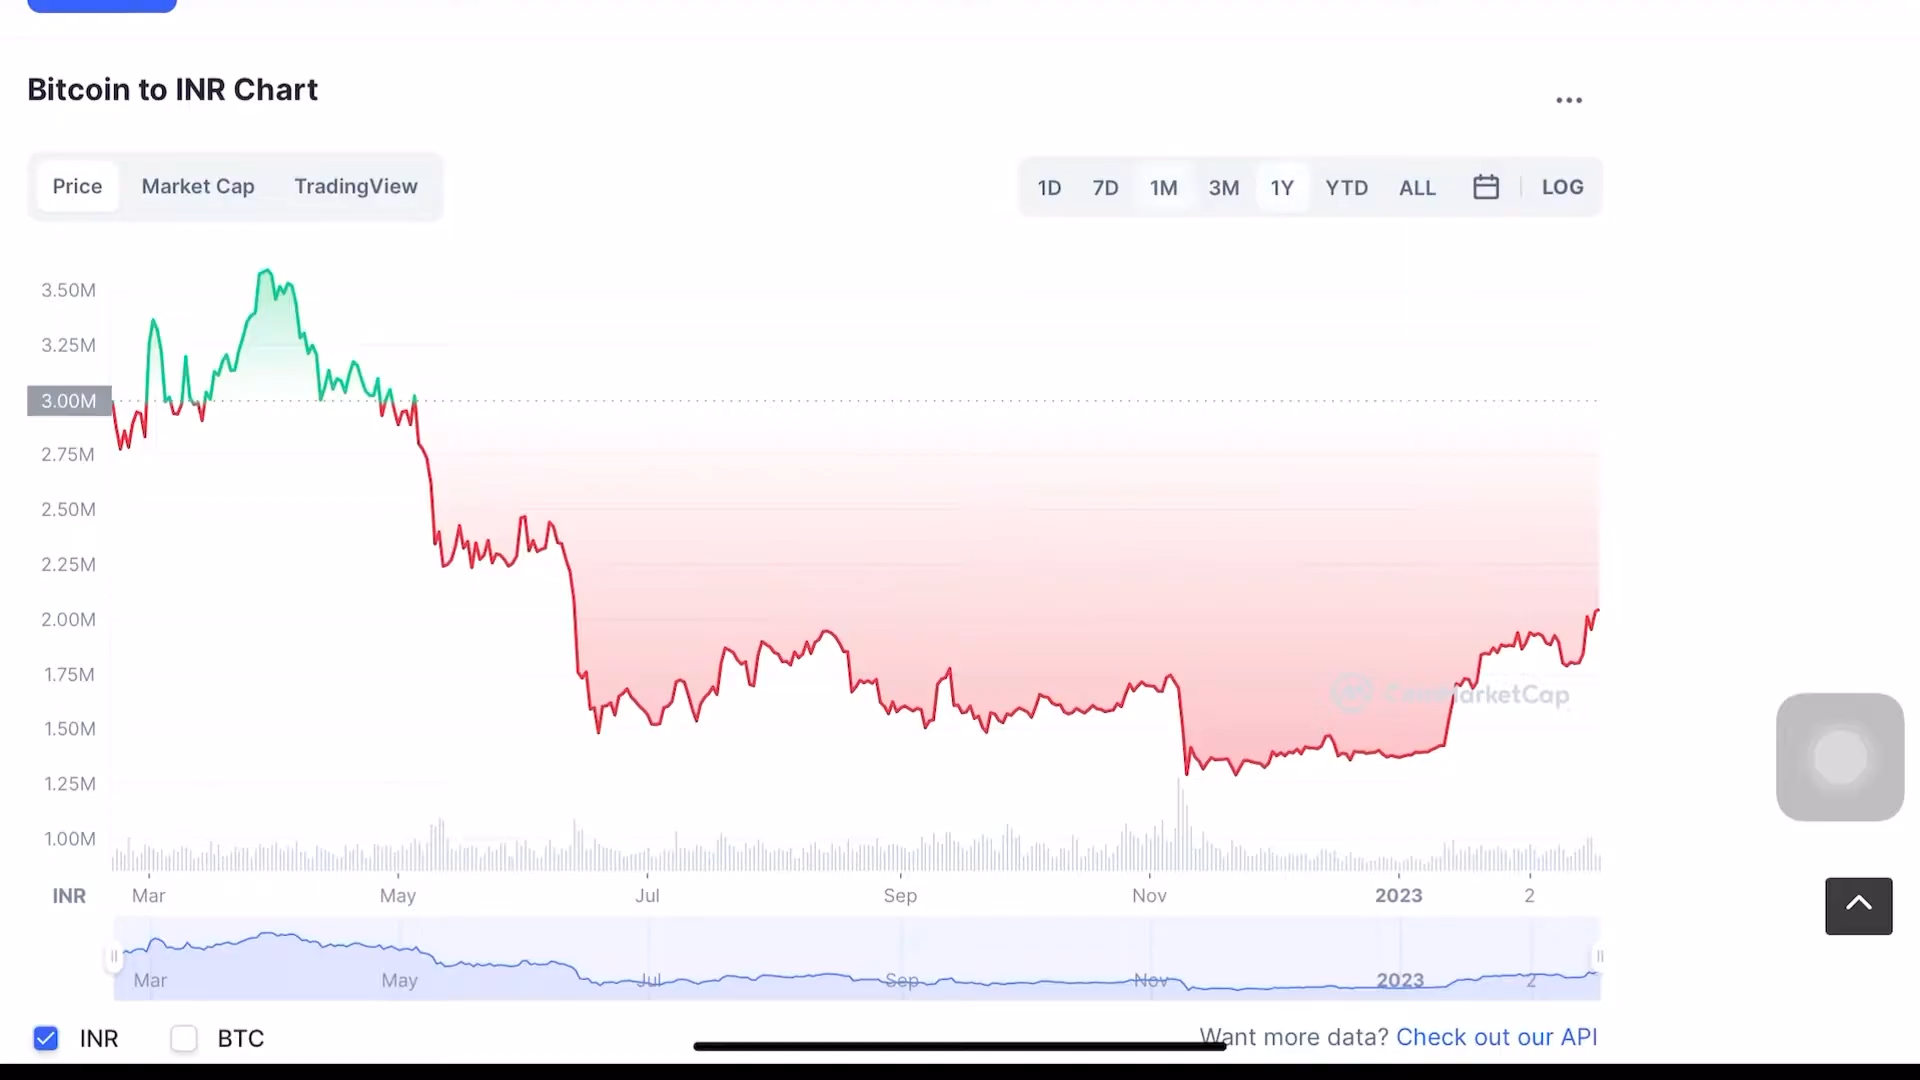 Bitcoin to INR Chart
Price Market Cap TradingView
1D 7D 1M 3M 1Y YTD ALL LOG
3.50M
3.25M
3.00M
2.75M
2.50M
2.25M
2.00M
1.75M
CoinMarketCap
1.50M
1.25M
1.00M
INR Mar May Jul Sep Nov 2023 2
Mar May Jul Sep Nov 2023 2
INR BTC
Want more data? Check out our API